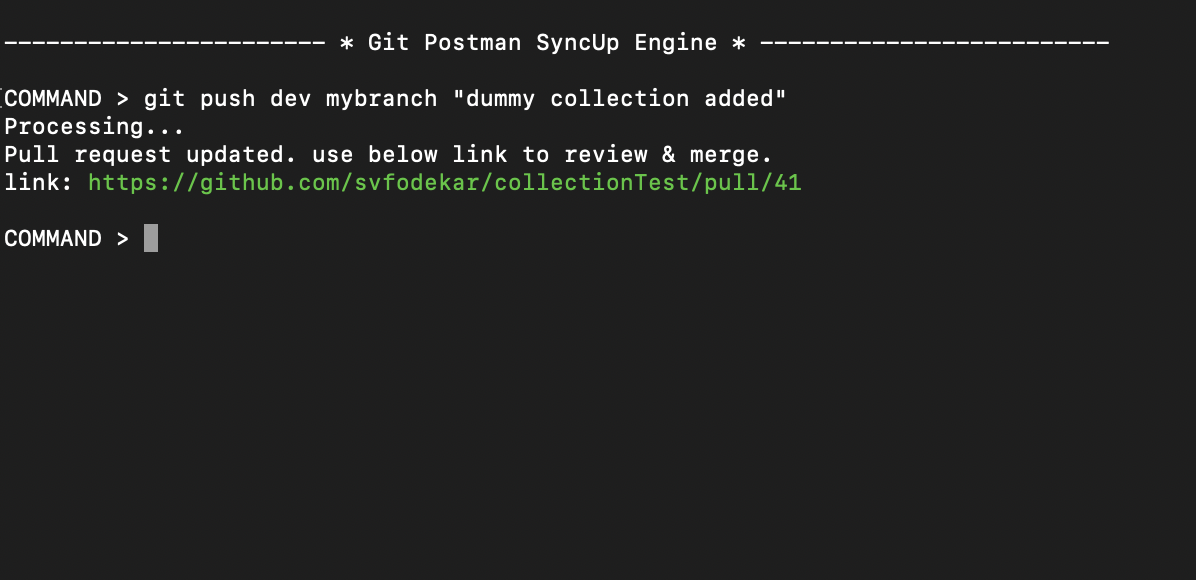 ----------------------- * Git Postman SyncUp Engine * -------------------------
COMMAND > git push dev mybranch "dummy collection added"
Processing...
Pull request updated. use below link to review & merge.
link: https://github.com/svfodekar/collectionTest/pull/41
COMMAND >